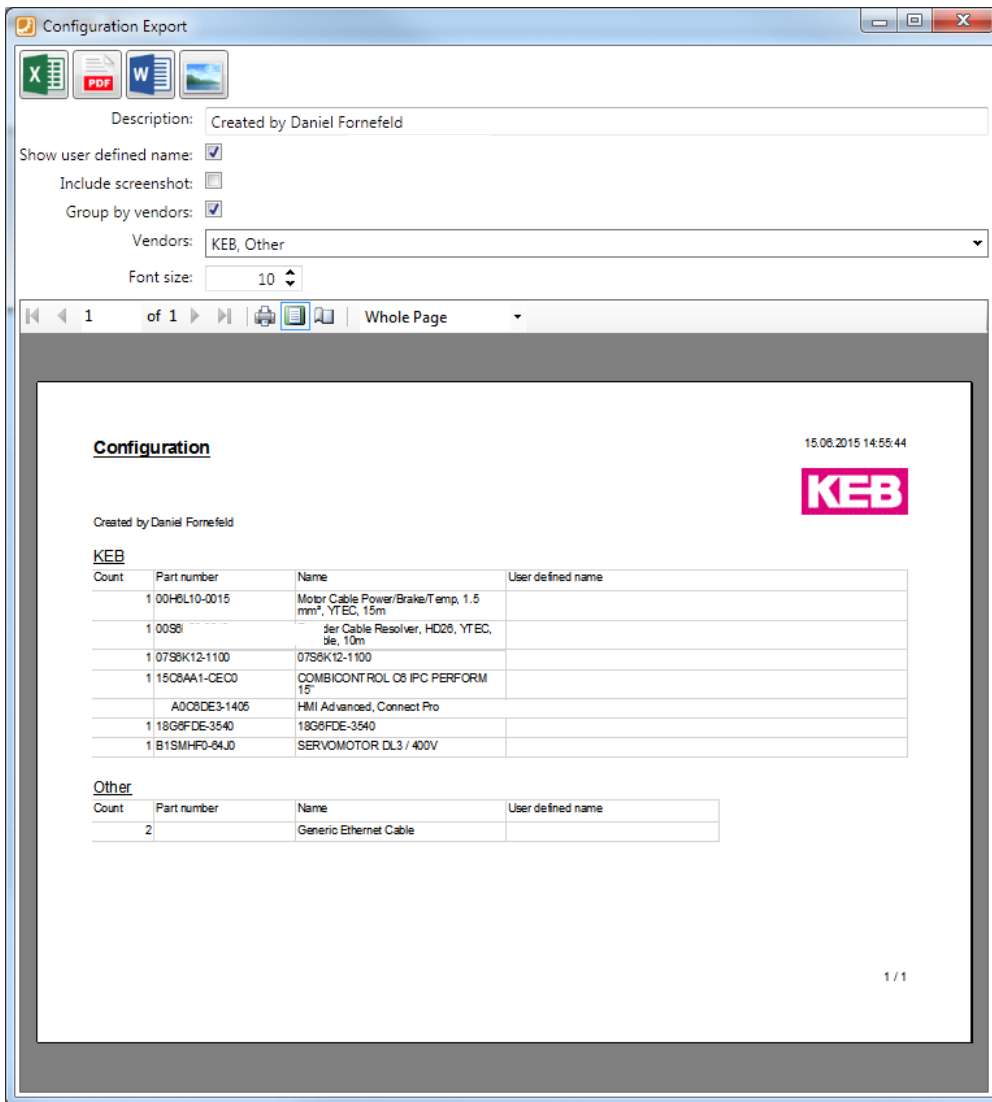 Configuration Export
PDF
Description: Created by Daniel Fornefeld
Show user defined name:
Include screenshot:
Group by vendors:
Vendors: KEB, Other
Font size: 10
1 of 1 Whole Page
Configuration 15.06.2015 14:55:44
KEB
Created by Daniel Fornefeld
KEB
Count Part number Name User defined name
1 00H6L10-0015 Motor Cable Power/Brake/Temp, 1.5
mm², YTEC, 15m
1 Cable Resolver, HD26, YTEC,
10m
1 07S6K12-1100 07S6K12-1100
1 15C6AA1-CEC0 COMBICONTROL C6 IPC PERFORM
15"
A0C6DE3-1405 HMI Advanced, Connect Pro
1 18G6FDE-3540 18G6FDE-3540
1 B1SMHF0-64J0 SERVOMOTOR DL3 / 400V
Other
Count Part number Name User defined name
2 Generic Ethernet Cable
1 / 1